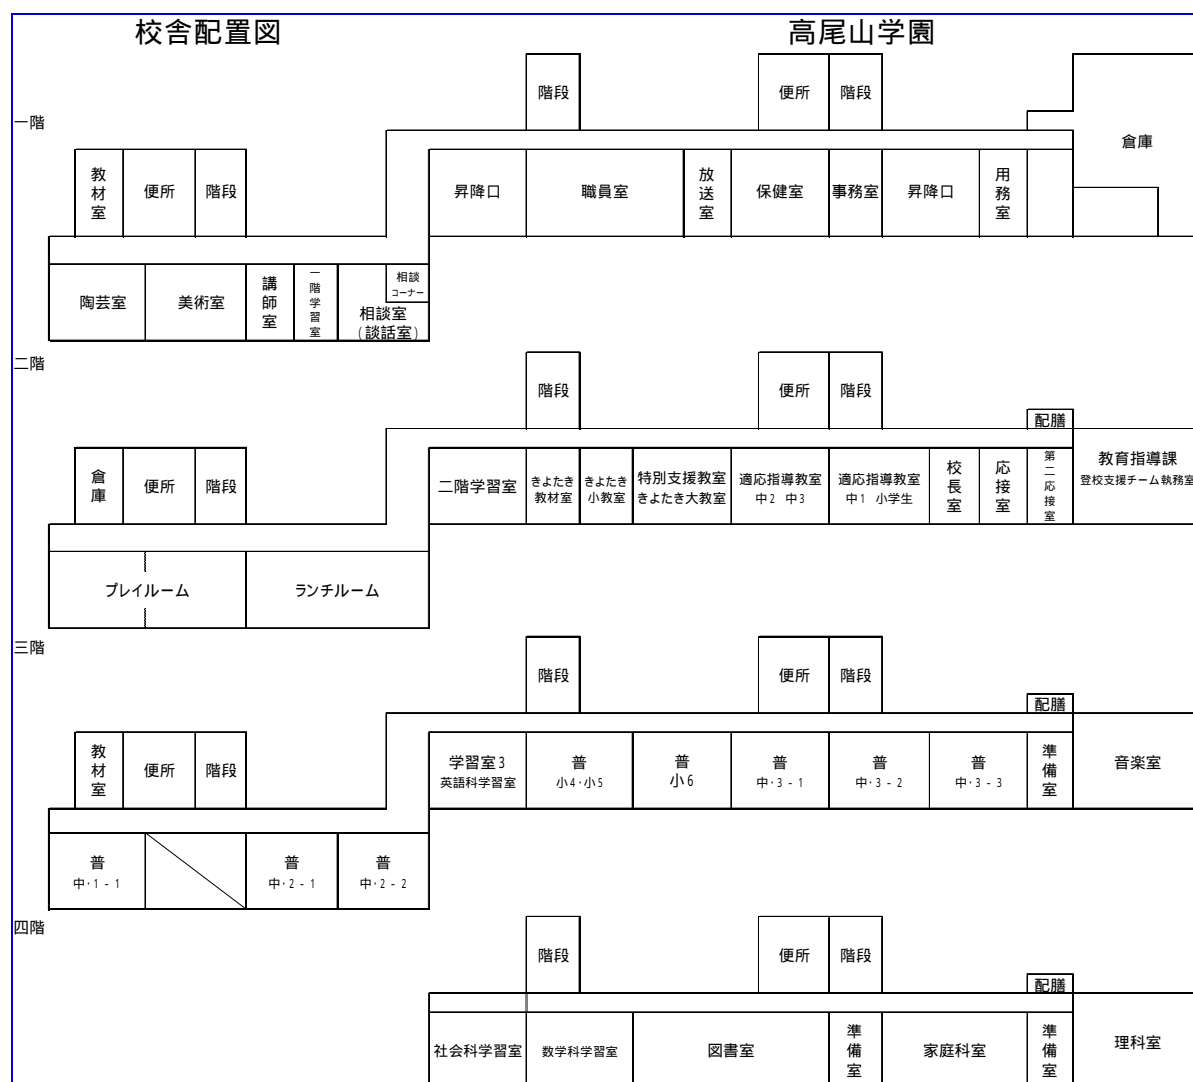 校舎配置図
高尾山学園
一階
階段
便所
階段
倉庫
教材室
便所
階段
昇降口
職員室
放送室
保健室
事務室
昇降口
用務室
陶芸室
美術室
講師室
一階学習室
相談
コーナー
相談室
(談話室)
二階
階段
便所
階段
配膳
倉庫
便所
階段
二階学習室
きよたき
教材室
きよたき
小教室
特別支援教室
きよたき大教室
適応指導教室
中2 中3
適応指導教室
中1 小学生
校長室
応接室
第二応接室
教育指導課
登校支援チーム執務室
プレイルーム
ランチルーム
三階
階段
便所
階段
配膳
教材室
便所
階段
学習室3
英語科学習室
普
小4・小5
普
小6
普
中・3-1
普
中・3-2
普
中・3-3
準備室
音楽室
普
中・1-1
普
中・2-1
普
中・2-2
四階
階段
便所
階段
配膳
社会科学習室
数学科学習室
図書室
準備室
家庭科室
準備室
理科室